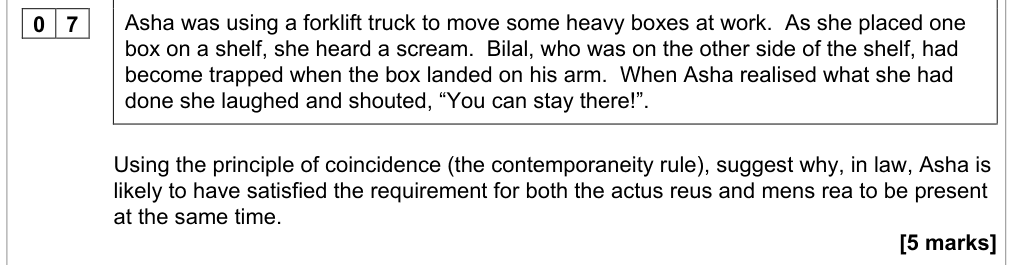 0 7
Asha was using a forklift truck to move some heavy boxes at work. As she placed one
box on a shelf, she heard a scream. Bilal, who was on the other side of the shelf, had
become trapped when the box landed on his arm. When Asha realised what she had
done she laughed and shouted, “You can stay there!”.
Using the principle of coincidence (the contemporaneity rule), suggest why, in law, Asha is
likely to have satisfied the requirement for both the actus reus and mens rea to be present
at the same time.
[5 marks]